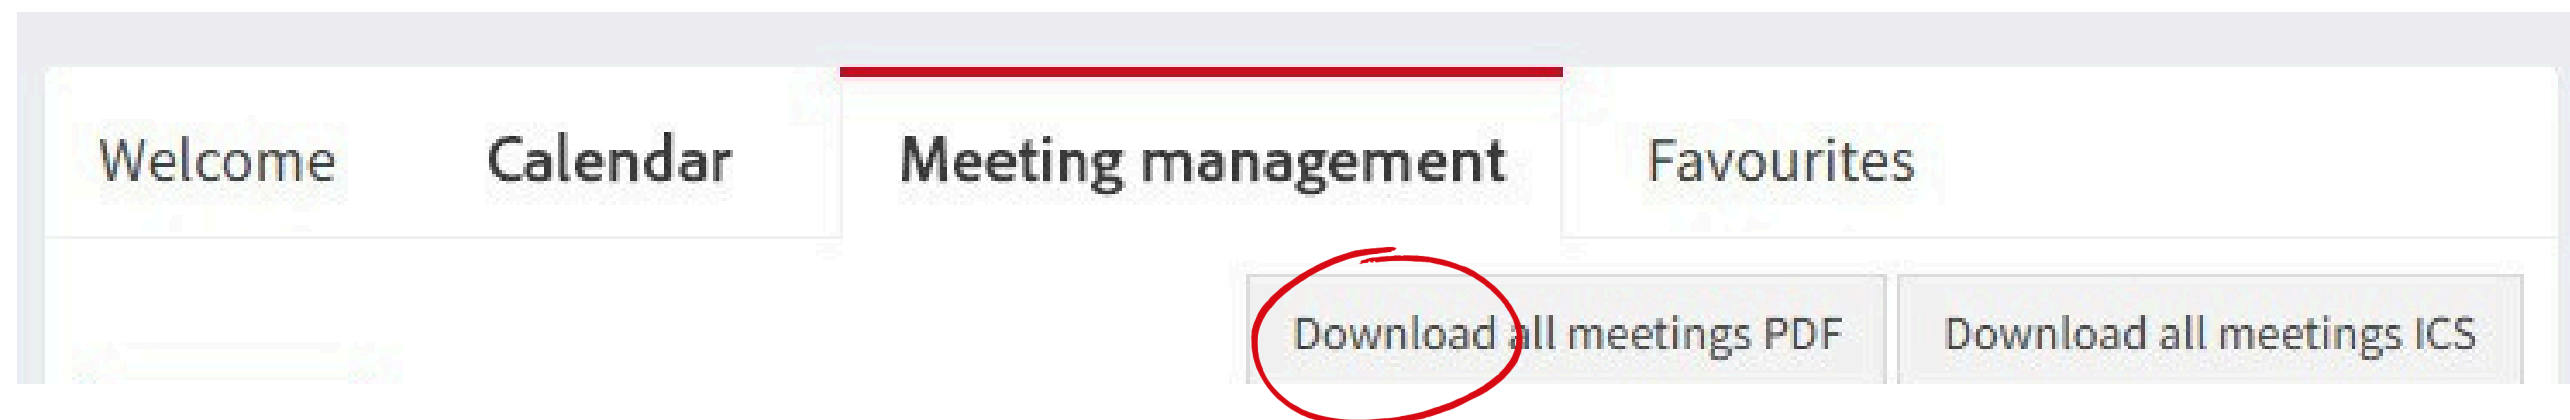 Welcome Calendar Meeting management Favourites
Download all meetings PDF Download all meetings ICS